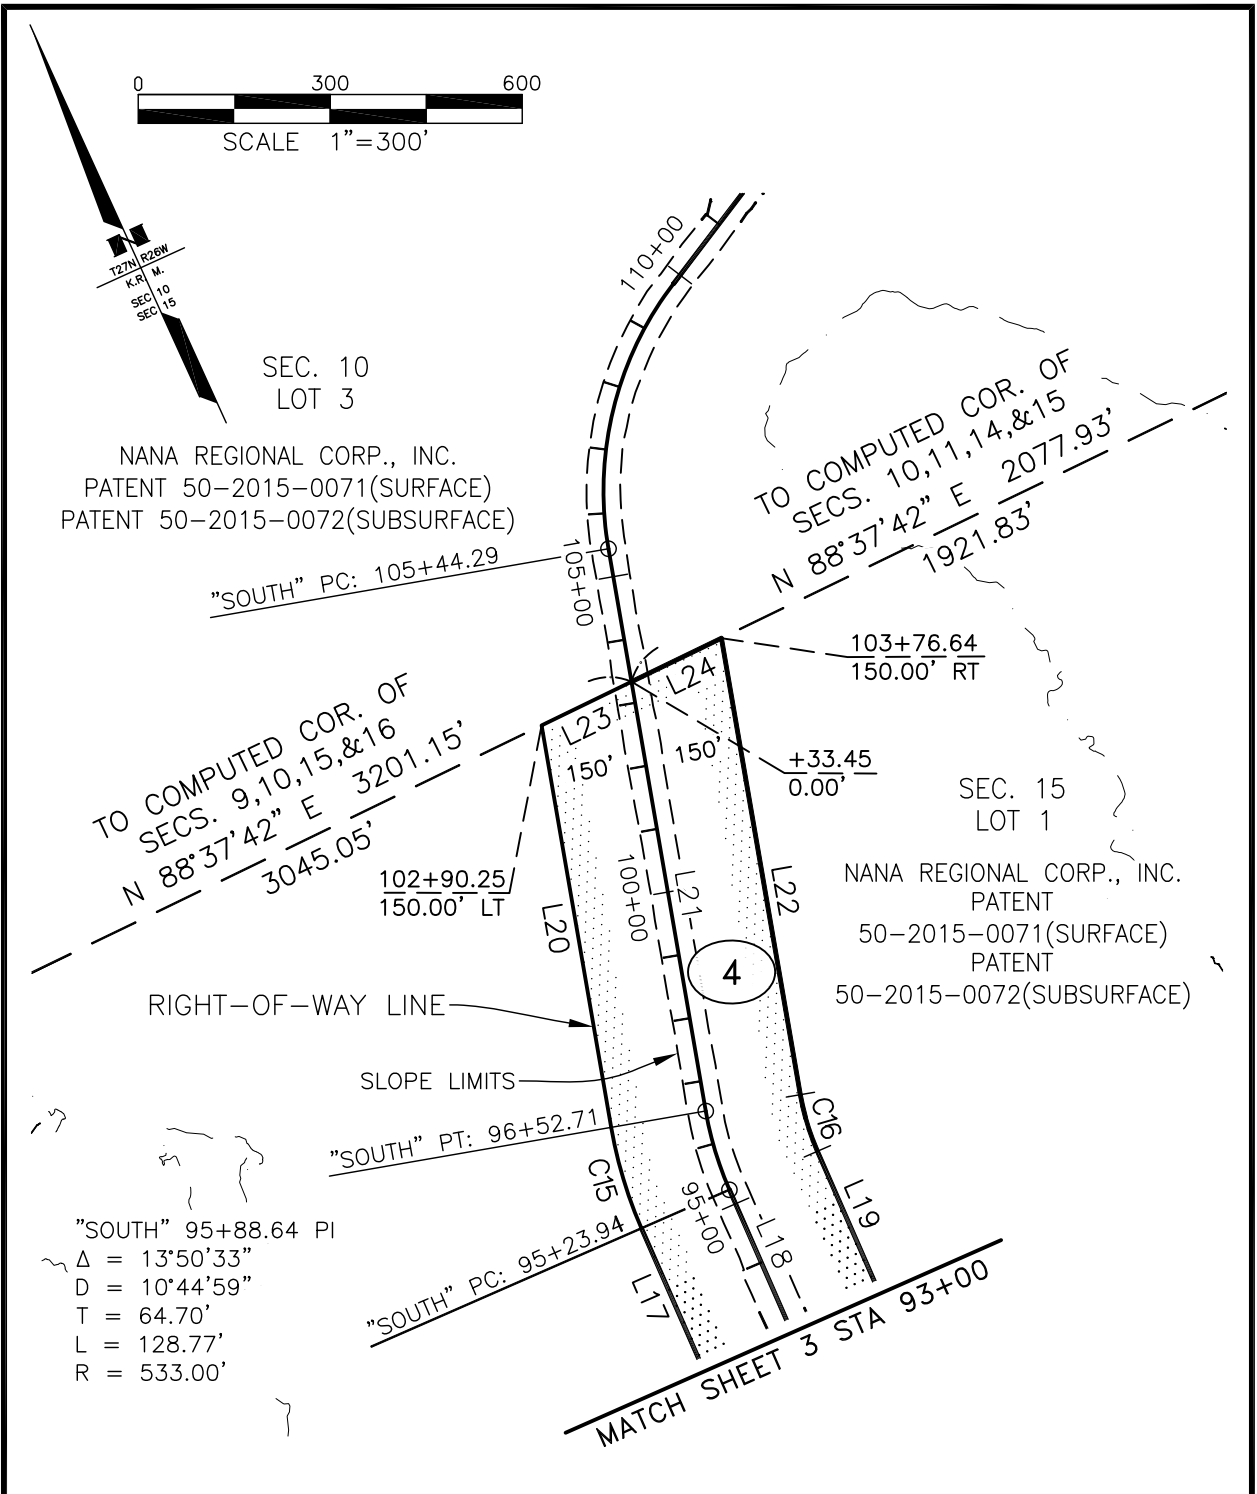 0 300 600
SCALE 1"=300'
N
T27N R26W
K.R. M.
SEC 10
SEC 15
SEC. 10
LOT 3
NANA REGIONAL CORP., INC.
PATENT 50-2015-0071(SURFACE)
PATENT 50-2015-0072(SUBSURFACE)
110+00
TO COMPUTED COR. OF
SECS. 10,11,14,&15
N 88°37'42" E 2077.93'
1921.83'
"SOUTH" PC: 105+44.29
105+00
103+76.64
150.00' RT
L24
L23
150'
150'
+33.45
0.00'
TO COMPUTED COR. OF
SECS. 9,10,15,&16
N 88°37'42" E 3201.15'
3045.05'
102+90.25
150.00' LT
SEC. 15
LOT 1
NANA REGIONAL CORP., INC.
PATENT
50-2015-0071(SURFACE)
PATENT
50-2015-0072(SUBSURFACE)
100+00
L20
L21
L22
4
RIGHT-OF-WAY LINE
SLOPE LIMITS
"SOUTH" PT: 96+52.71
C15
C16
95+00
"SOUTH" PC: 95+23.94
L17
L18
L19
"SOUTH" 95+88.64 PI
Δ = 13°50'33"
D = 10°44'59"
T = 64.70'
L = 128.77'
R = 533.00'
MATCH SHEET 3 STA 93+00